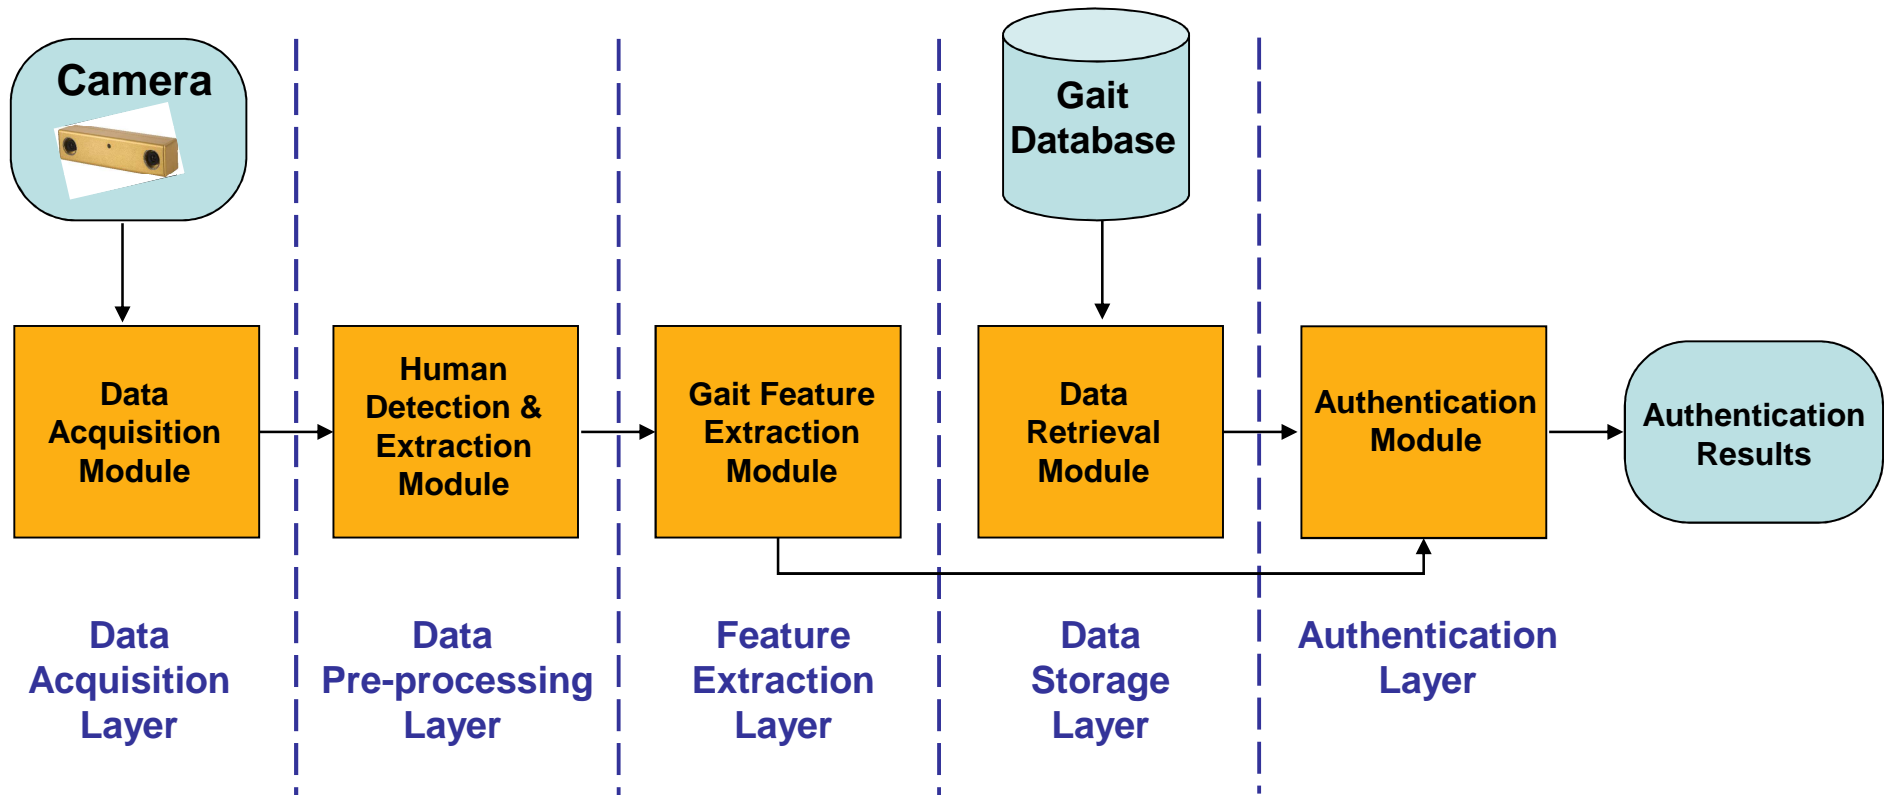 Camera
Gait
Database
Data
Acquisition
Module
Human
Detection &
Extraction
Module
Gait Feature
Extraction
Module
Data
Retrieval
Module
Authentication
Module
Authentication
Results
Data
Acquisition
Layer
Data
Pre-processing
Layer
Feature
Extraction
Layer
Data
Storage
Layer
Authentication
Layer